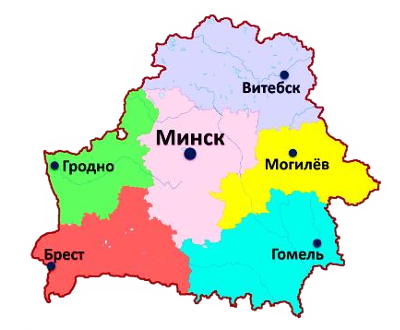 Витебск
Минск
Могилёв
Гродно
Брест
Гомель